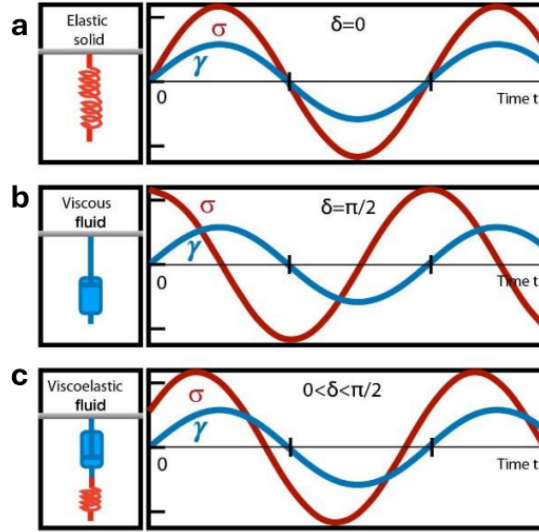 a
Elastic
solid
σ
γ
δ=0
0
Time t
b
Viscous
fluid
σ
γ
δ=π/2
0
Time t
c
Viscoelastic
fluid
σ
γ
0<δ<π/2
0
Time t